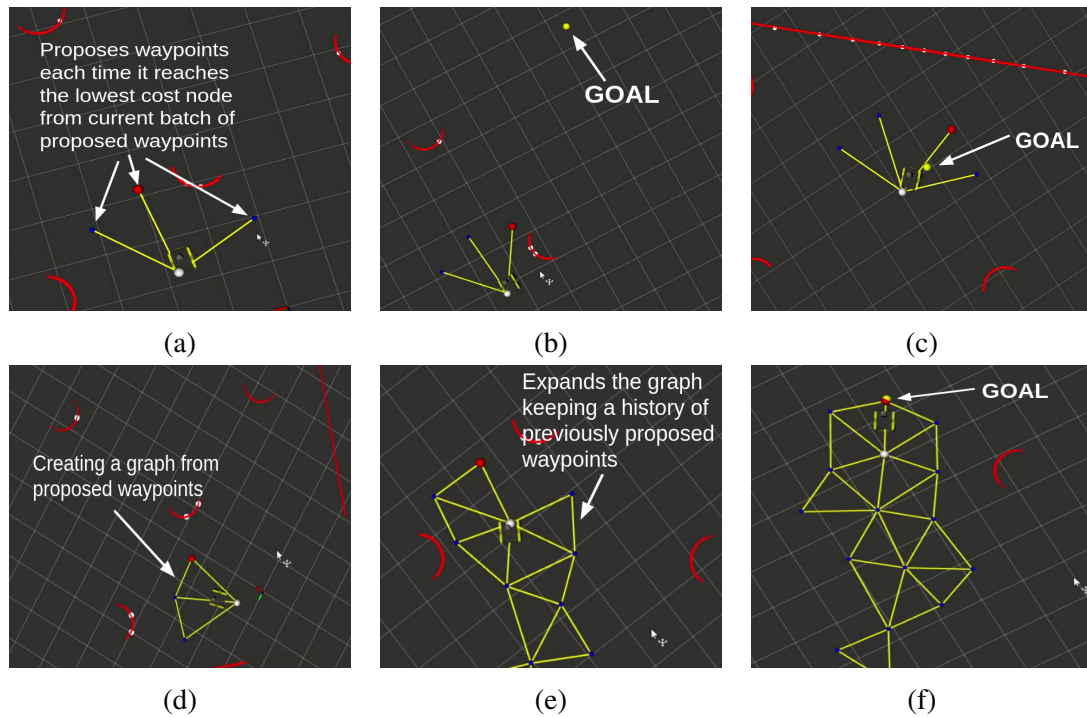 Proposes waypoints
each time it reaches
the lowest cost node
from current batch of
proposed waypoints
(a)
GOAL
(b)
GOAL
(c)
Creating a graph from
proposed waypoints
(d)
Expands the graph
keeping a history of
previously proposed
waypoints
(e)
GOAL
(f)